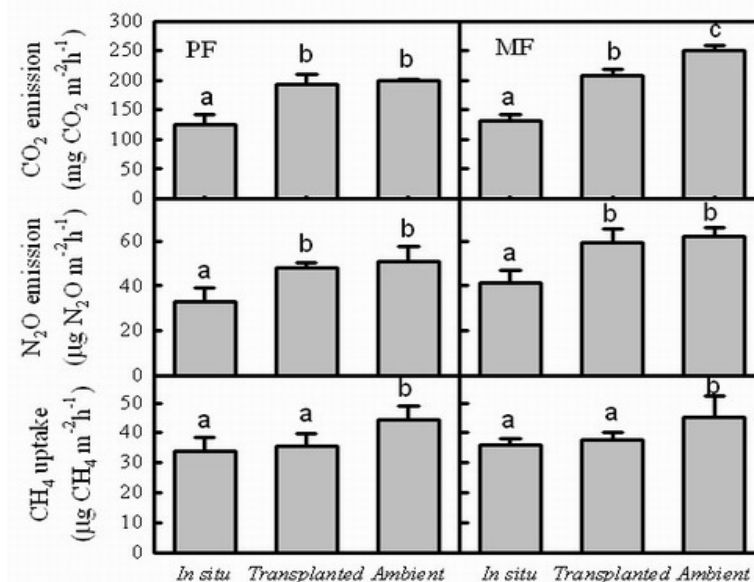 CO₂ emission
(mg CO₂ m⁻²h⁻¹)
300
250
200
150
100
50
0
PF
a
b
b
MF
a
b
c
N₂O emission
(µg N₂O m⁻²h⁻¹)
60
40
20
0
a
b
b
a
b
b
CH₄ uptake
(µg CH₄ m⁻²h⁻¹)
50
40
30
20
10
0
a
a
b
a
a
b
In situ Transplanted Ambient In situ Transplanted Ambient